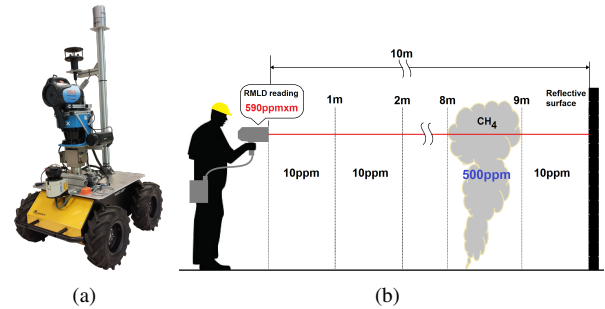 10m
RMLD reading
590ppmxm
1m
2m
8m
9m
Reflective
surface
CH4
10ppm
10ppm
500ppm
10ppm
(a)
(b)